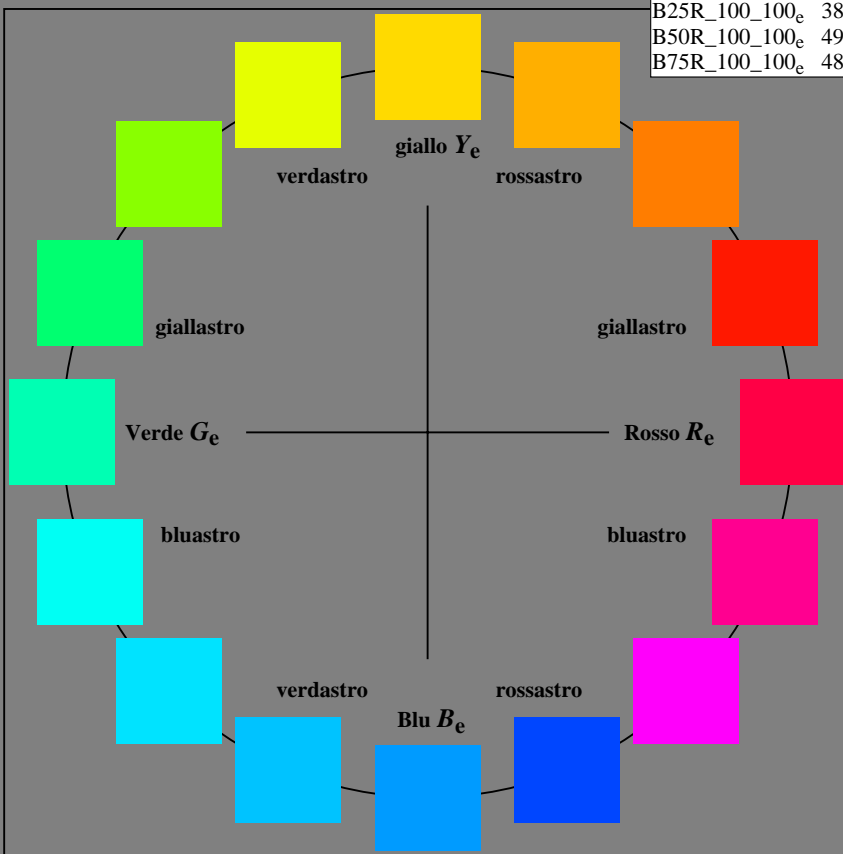 B25R_100_100e 38
B50R_100_100e 49
B75R_100_100e 48
giallo Ye
verdastro rossastro
giallastro giallastro
Verde Ge Rosso Re
bluastro bluastro
verdastro rossastro
Blu Be